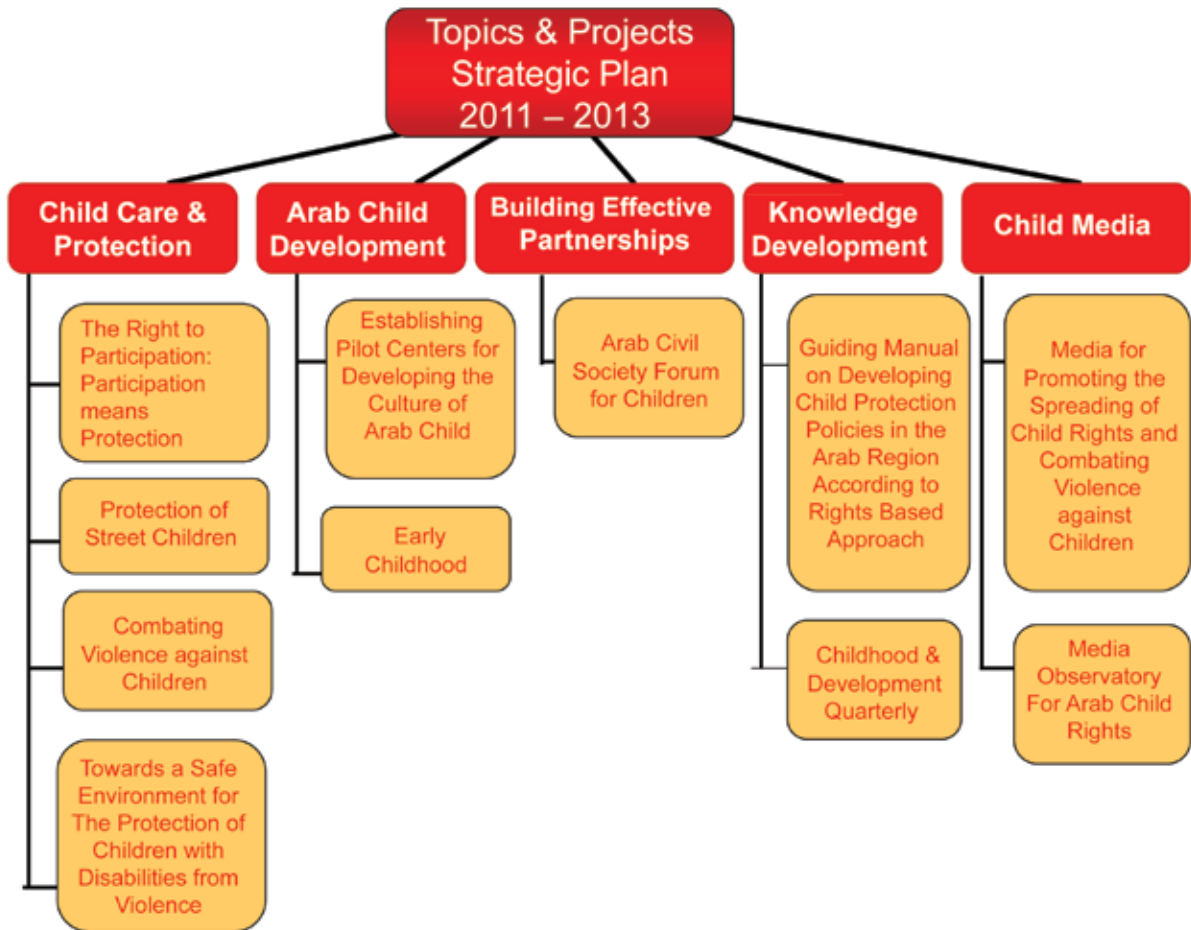 Topics & Projects
Strategic Plan
2011 – 2013
Child Care &
Protection
The Right to
Participation:
Participation
means
Protection
Protection of
Street Children
Combating
Violence against
Children
Towards a Safe
Environment for
The Protection of
Children with
Disabilities from
Violence
Arab Child
Development
Establishing
Pilot Centers for
Developing the
Culture of
Arab Child
Early
Childhood
Building Effective
Partnerships
Arab Civil
Society Forum
for Children
Knowledge
Development
Guiding Manual
on Developing
Child Protection
Policies in the
Arab Region
According to
Rights Based
Approach
Childhood &
Development
Quarterly
Child Media
Media for
Promoting the
Spreading of
Child Rights and
Combating
Violence
against
Children
Media
Observatory
For Arab Child
Rights